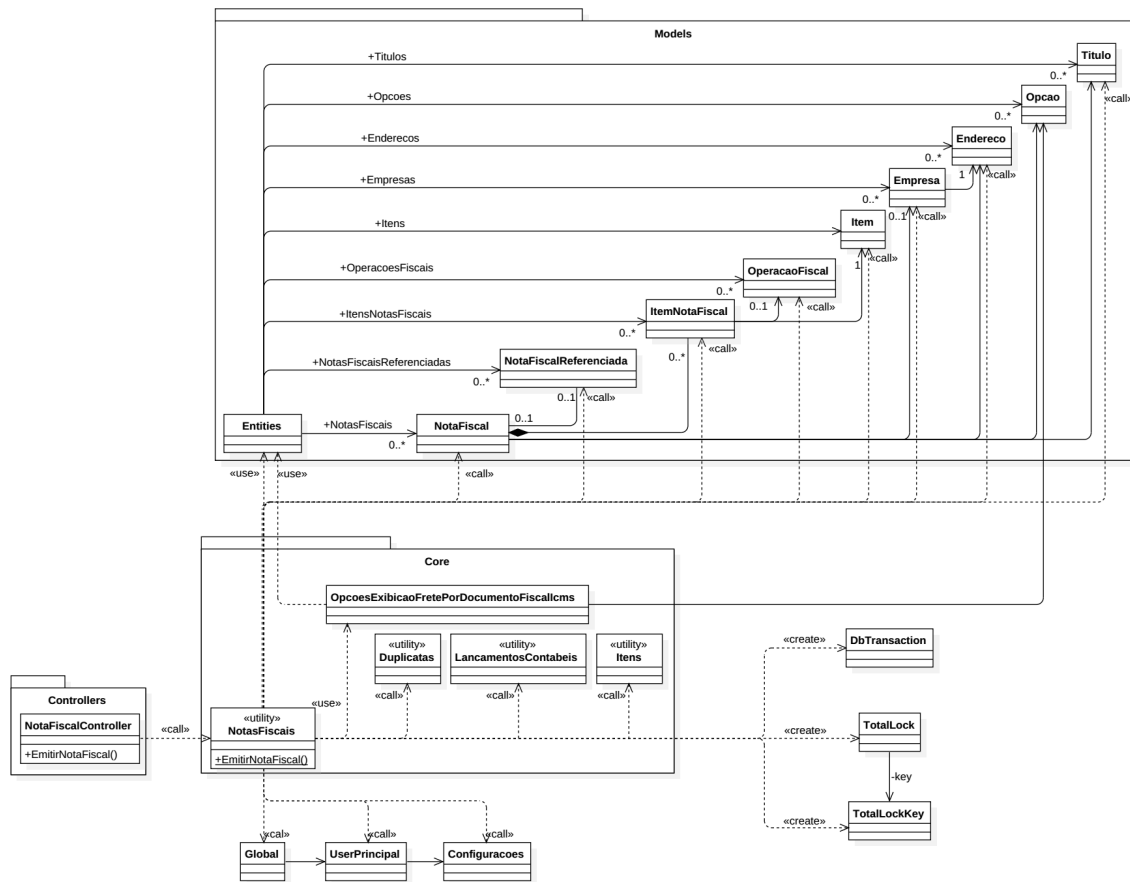 Models
+Titulos
Titulo
0..*
«call»
+Opcoes
Opcao
0..*
+Enderecos
Endereco
0..*
1
«call»
+Empresas
Empresa
0..*
0..1
«call»
+Itens
Item
1
«call»
+OperacoesFiscais
OperacaoFiscal
0..*
0..1
«call»
+ItensNotasFiscais
ItemNotaFiscal
0..*
0..*
«call»
+NotasFiscaisReferenciadas
NotaFiscalReferenciada
0..*
0..1
«call»
0..1
Entities
+NotasFiscais
NotaFiscal
0..*
«use»
«use»
«call»
Core
OpcoesExibicaoFretePorDocumentoFiscalIcms
«utility»
Duplicatas
«utility»
LancamentosContabeis
«utility»
Itens
«call»
«call»
«call»
«use»
«create»
DbTransaction
Controllers
NotaFiscalController
+EmitirNotaFiscal()
«call»
«utility»
NotasFiscais
+EmitirNotaFiscal()
«create»
TotalLock
-key
«create»
TotalLockKey
«cal»
«call»
«call»
Global
UserPrincipal
Configuracoes